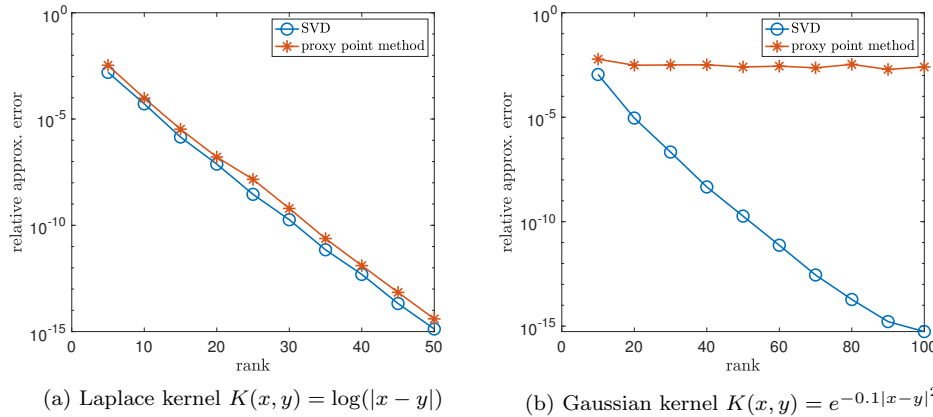 10^0
10^-5
10^-10
10^-15
relative approx. error
0 10 20 30 40 50
rank
SVD
proxy point method
(a) Laplace kernel K(x, y) = log(|x − y|)
10^0
10^-5
10^-10
10^-15
relative approx. error
0 20 40 60 80 100
rank
SVD
proxy point method
(b) Gaussian kernel K(x, y) = e^{−0.1|x−y|^2}